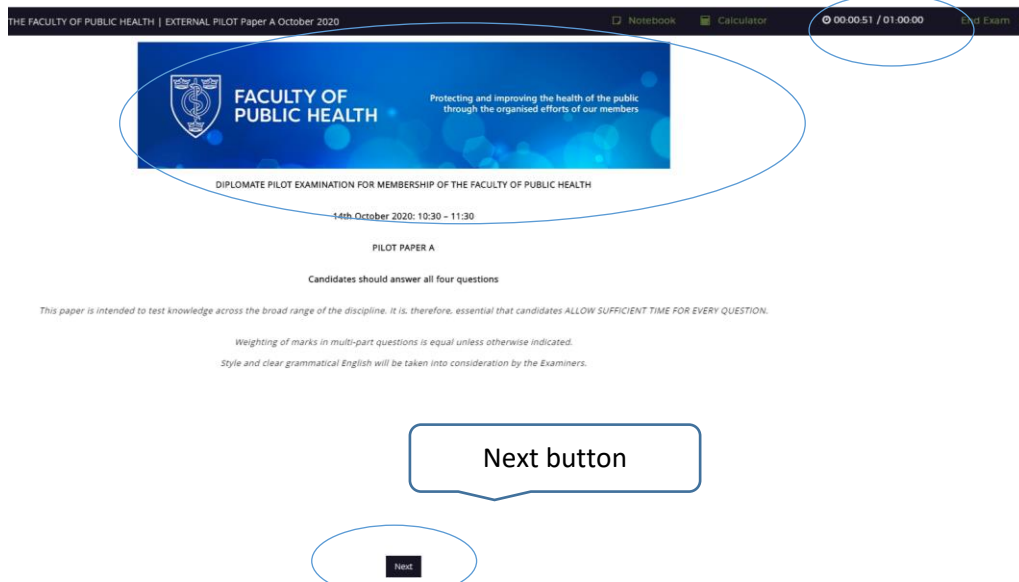 THE FACULTY OF PUBLIC HEALTH | EXTERNAL PILOT Paper A October 2020 Notebook Calculator 00:00:51 / 01:00:00 End Exam
FACULTY OF
PUBLIC HEALTH
Protecting and improving the health of the public
through the organised efforts of our members
DIPLOMATE PILOT EXAMINATION FOR MEMBERSHIP OF THE FACULTY OF PUBLIC HEALTH
14th October 2020: 10:30 – 11:30
PILOT PAPER A
Candidates should answer all four questions
This paper is intended to test knowledge across the broad range of the discipline. It is, therefore, essential that candidates ALLOW SUFFICIENT TIME FOR EVERY QUESTION.
Weighting of marks in multi-part questions is equal unless otherwise indicated.
Style and clear grammatical English will be taken into consideration by the Examiners.
Next button
Next